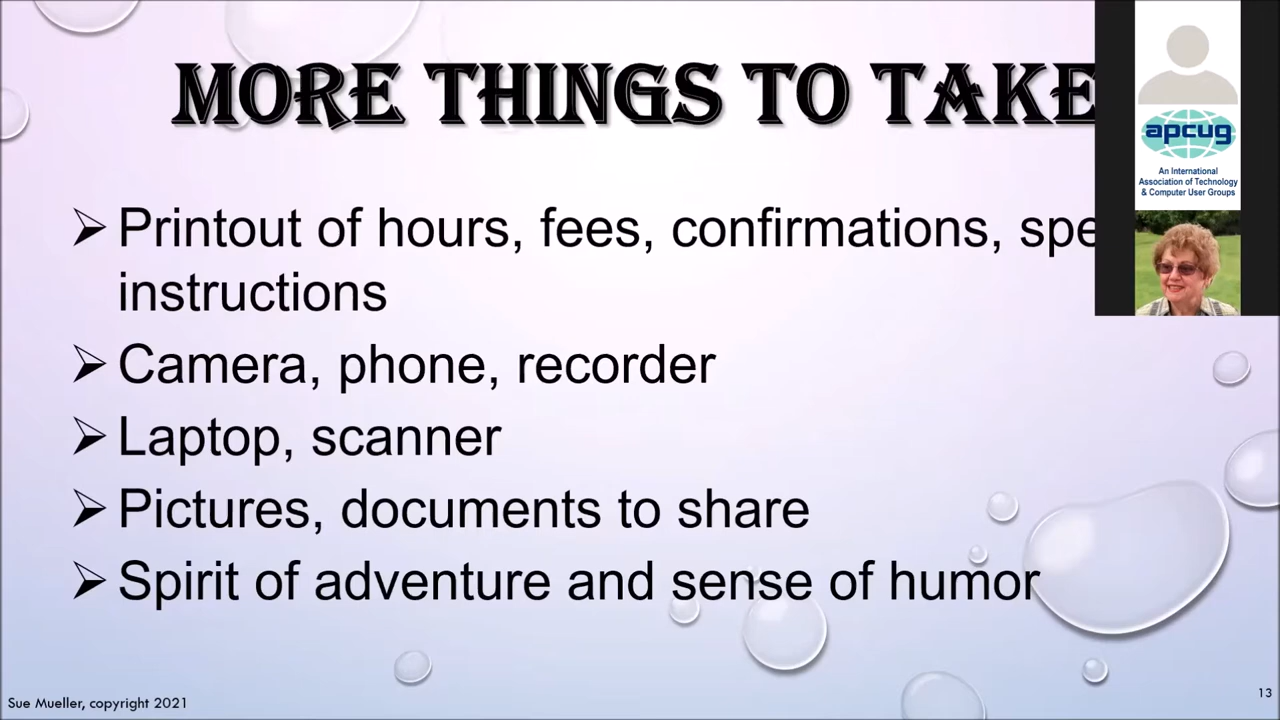 MORE THINGS TO TAKE
➢ Printout of hours, fees, confirmations,
instructions
➢ Camera, phone, recorder
➢ Laptop, scanner
➢ Pictures, documents to share
➢ Spirit of adventure and sense of humor
apcug
An International
Association of Technology
& Computer User Groups
Sue Mueller, copyright 2021
13